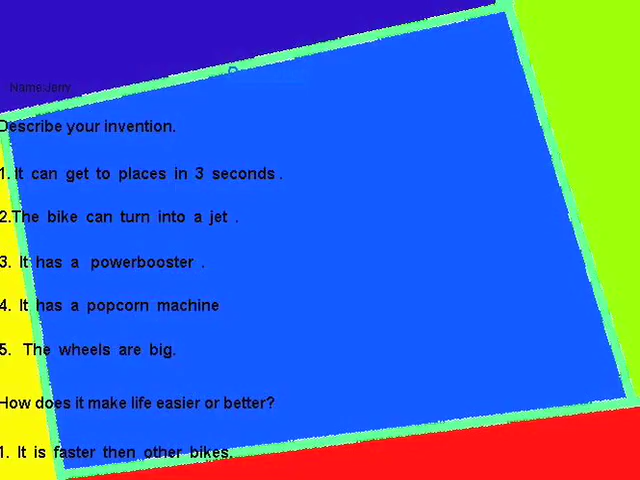 Name:Jerry
Describe your invention.
1. It can get to places in 3 seconds .
2.The bike can turn into a jet .
3. It has a powerbooster .
4. It has a popcorn machine
5. The wheels are big.
How does it make life easier or better?
1. It is faster then other bikes.